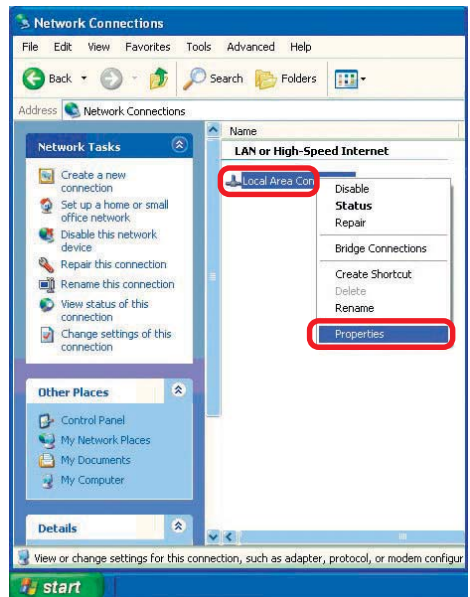 Network Connections
File Edit View Favorites Tools Advanced Help
Back Search Folders
Address Network Connections
Network Tasks
Create a new
connection
Set up a home or small
office network
Disable this network
device
Repair this connection
Rename this connection
View status of this
connection
Change settings of this
connection
Other Places
Control Panel
My Network Places
My Documents
My Computer
Details
Name
LAN or High-Speed Internet
Local Area Con
Disable
Status
Repair
Bridge Connections
Create Shortcut
Delete
Rename
Properties
View or change settings for this connection, such as adapter, protocol, or modem configur
start